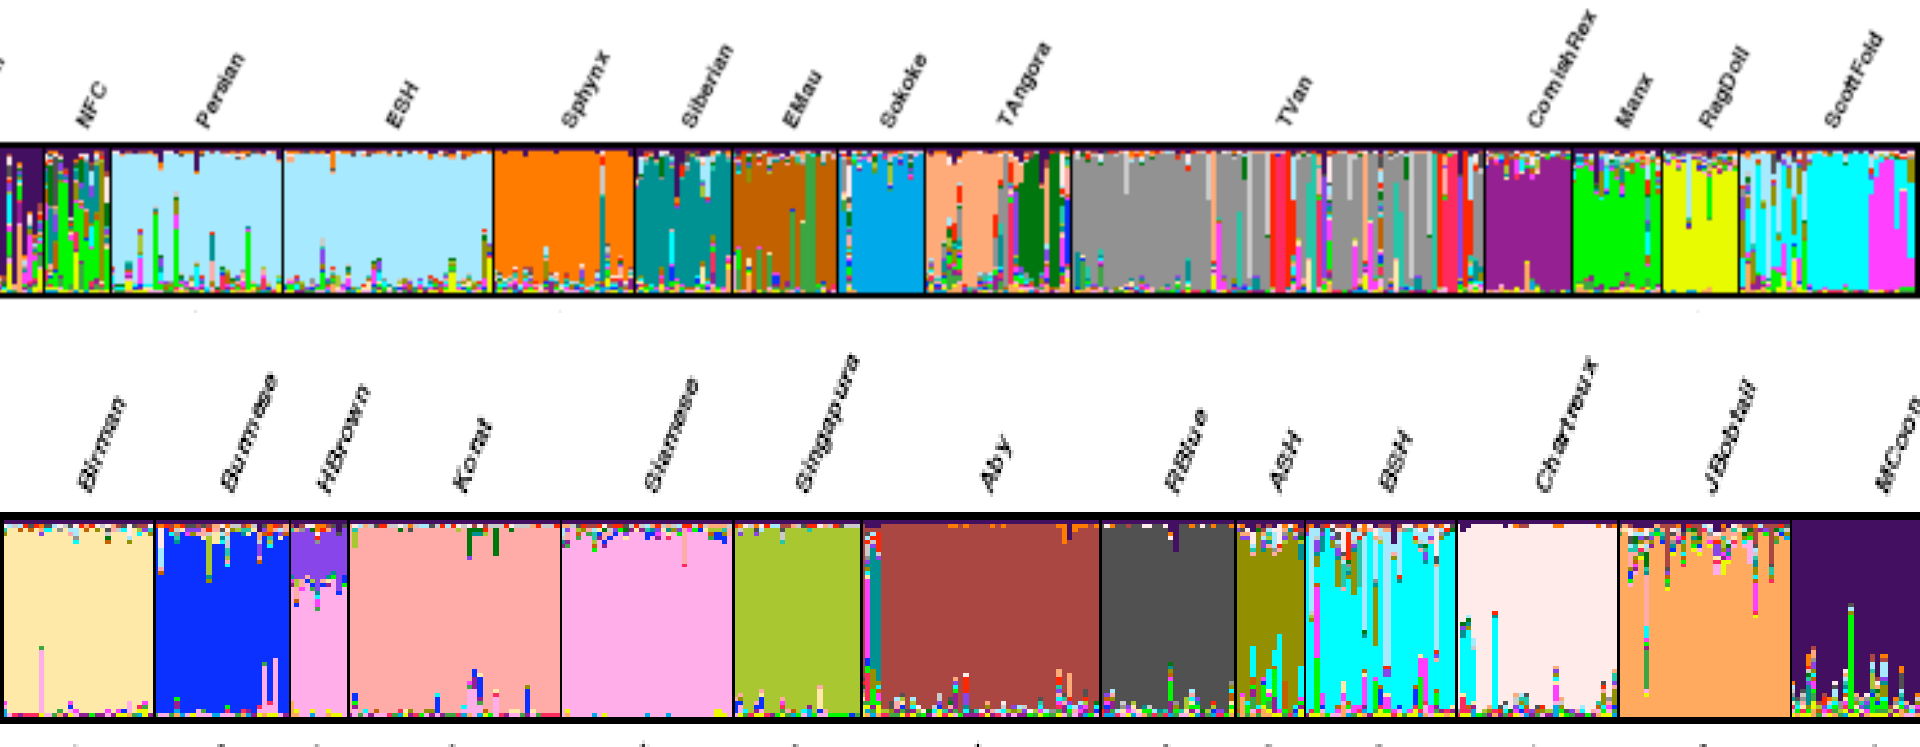 NFC Persian ESH Sphynx Siberian EMau Sokoke TAngora TVan CornishRex Manx RagDoll ScottFold
Birman Burmese HBrown Korat Siamese Singapura Aby RBlue ASH BSH Chartreux JBobtail MCoon